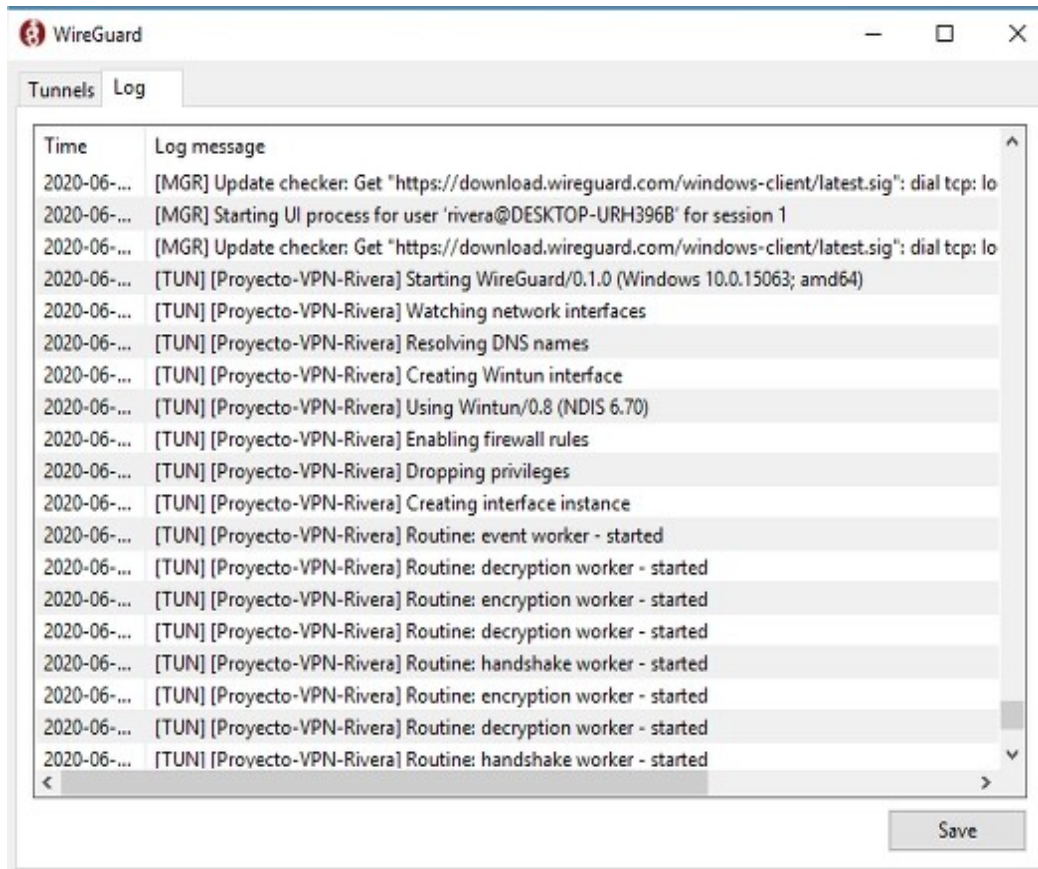 WireGuard
Tunnels Log
Time Log message
2020-06-... [MGR] Update checker: Get "https://download.wireguard.com/windows-client/latest.sig": dial tcp: lo
2020-06-... [MGR] Starting UI process for user 'rivera@DESKTOP-URH396B' for session 1
2020-06-... [MGR] Update checker: Get "https://download.wireguard.com/windows-client/latest.sig": dial tcp: lo
2020-06-... [TUN] [Proyecto-VPN-Rivera] Starting WireGuard/0.1.0 (Windows 10.0.15063; amd64)
2020-06-... [TUN] [Proyecto-VPN-Rivera] Watching network interfaces
2020-06-... [TUN] [Proyecto-VPN-Rivera] Resolving DNS names
2020-06-... [TUN] [Proyecto-VPN-Rivera] Creating Wintun interface
2020-06-... [TUN] [Proyecto-VPN-Rivera] Using Wintun/0.8 (NDIS 6.70)
2020-06-... [TUN] [Proyecto-VPN-Rivera] Enabling firewall rules
2020-06-... [TUN] [Proyecto-VPN-Rivera] Dropping privileges
2020-06-... [TUN] [Proyecto-VPN-Rivera] Creating interface instance
2020-06-... [TUN] [Proyecto-VPN-Rivera] Routine: event worker - started
2020-06-... [TUN] [Proyecto-VPN-Rivera] Routine: decryption worker - started
2020-06-... [TUN] [Proyecto-VPN-Rivera] Routine: encryption worker - started
2020-06-... [TUN] [Proyecto-VPN-Rivera] Routine: decryption worker - started
2020-06-... [TUN] [Proyecto-VPN-Rivera] Routine: handshake worker - started
2020-06-... [TUN] [Proyecto-VPN-Rivera] Routine: encryption worker - started
2020-06-... [TUN] [Proyecto-VPN-Rivera] Routine: decryption worker - started
2020-06-... [TUN] [Proyecto-VPN-Rivera] Routine: handshake worker - started
Save